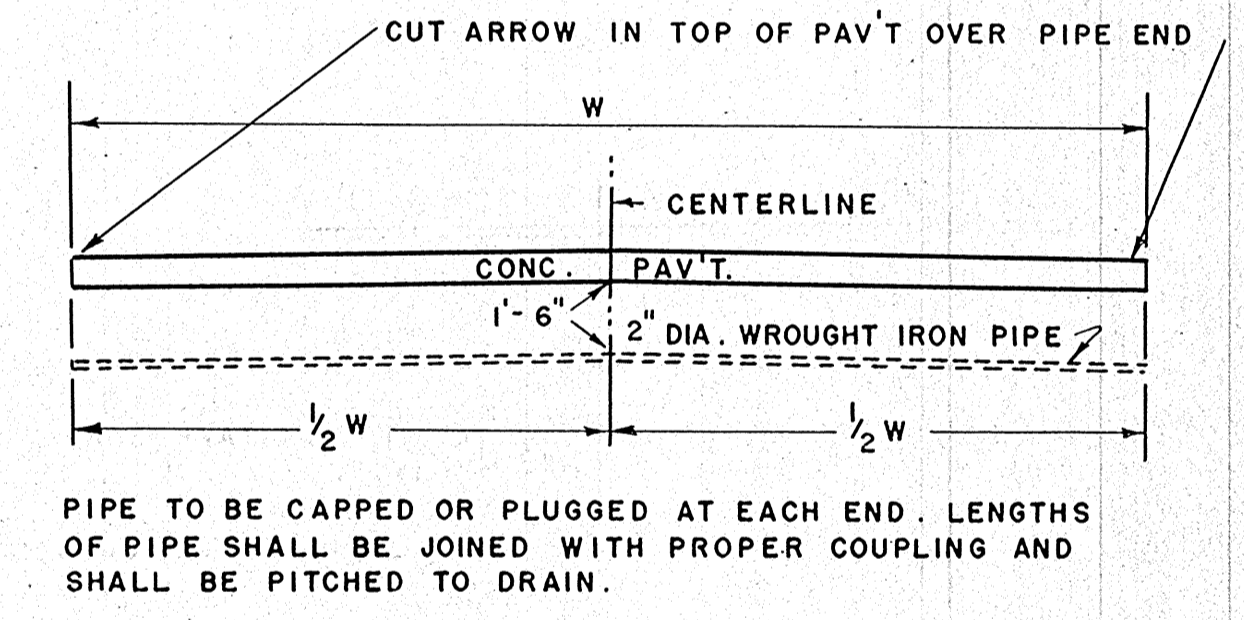 CUT ARROW IN TOP OF PAV'T OVER PIPE END
W
CENTERLINE
CONC. PAV'T.
1'-6"
2" DIA. WROUGHT IRON PIPE
1/2 W
1/2 W
PIPE TO BE CAPPED OR PLUGGED AT EACH END. LENGTHS
OF PIPE SHALL BE JOINED WITH PROPER COUPLING AND
SHALL BE PITCHED TO DRAIN.